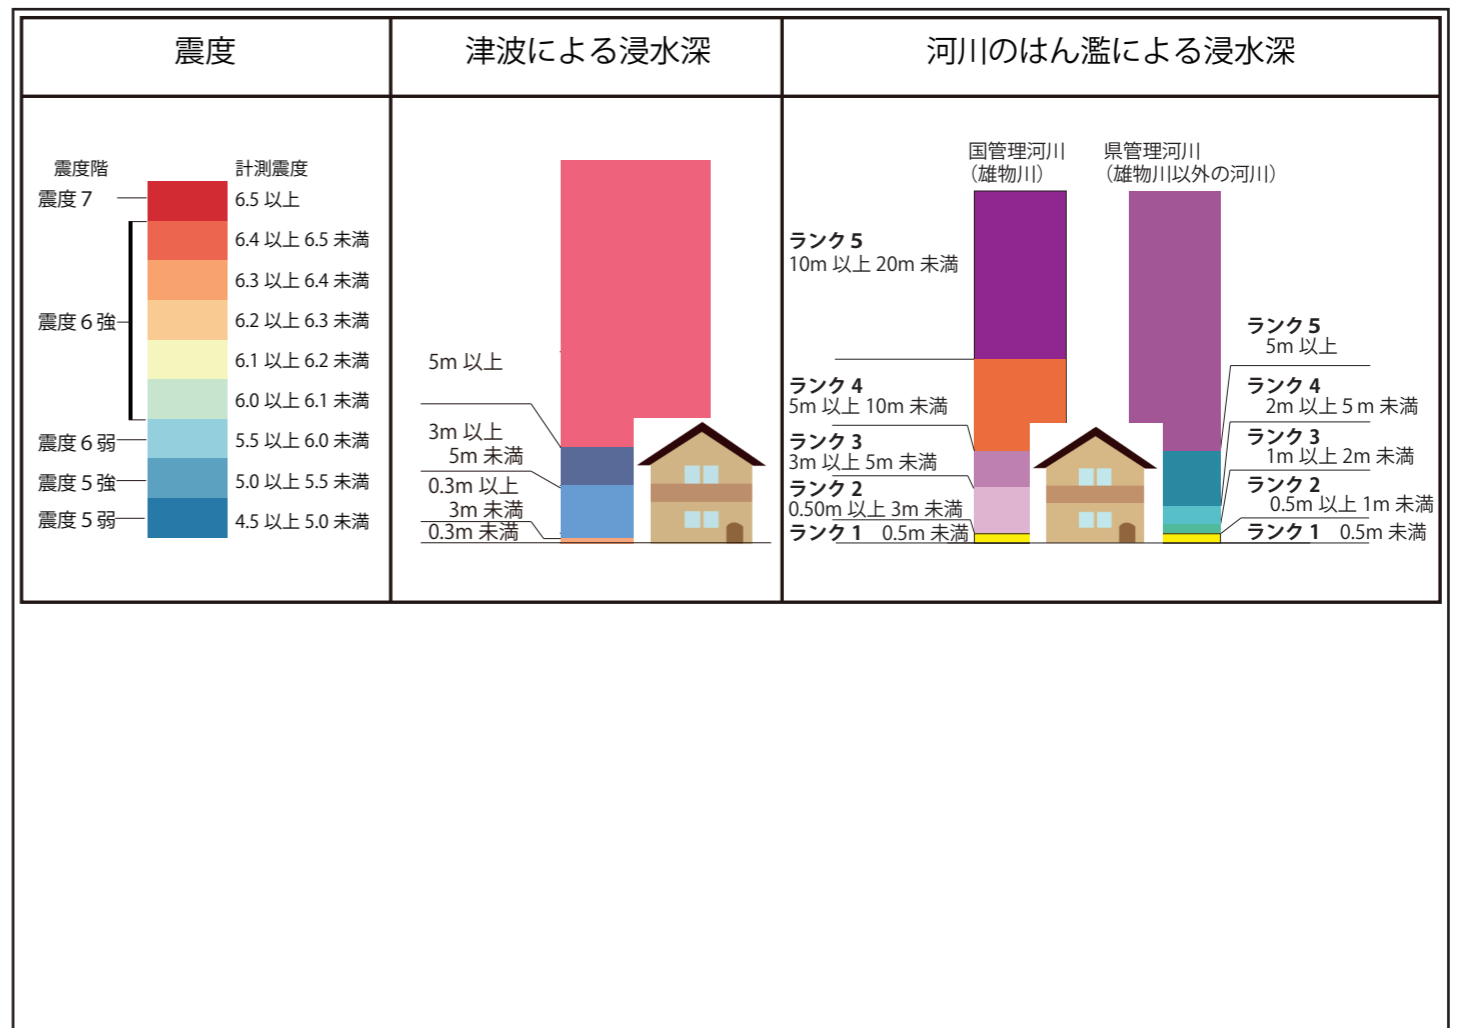 震度
津波による浸水深
河川のはん濫による浸水深
震度階
計測震度
震度７
6.5 以上
6.4 以上 6.5 未満
6.3 以上 6.4 未満
震度６強
6.2 以上 6.3 未満
6.1 以上 6.2 未満
6.0 以上 6.1 未満
震度６弱
5.5 以上 6.0 未満
震度５強
5.0 以上 5.5 未満
震度５弱
4.5 以上 5.0 未満
5m 以上
3m 以上
5m 未満
0.3m 以上
3m 未満
0.3m 未満
国管理河川
（雄物川）
ランク 5
10m 以上 20m 未満
ランク 4
5m 以上 10m 未満
ランク 3
3m 以上 5m 未満
ランク 2
0.50m 以上 3m 未満
ランク 1 0.5m 未満
県管理河川
（雄物川以外の河川）
ランク 5
5m 以上
ランク 4
2m 以上 5 m 未満
ランク 3
1m 以上 2m 未満
ランク 2
0.5m 以上 1m 未満
ランク 1 0.5m 未満